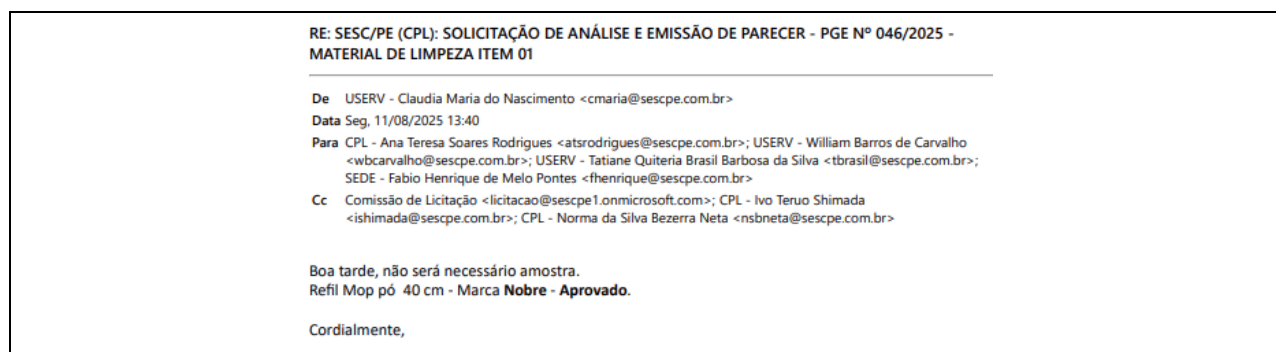 RE: SESC/PE (CPL): SOLICITAÇÃO DE ANÁLISE E EMISSÃO DE PARECER - PGE Nº 046/2025 -
MATERIAL DE LIMPEZA ITEM 01
De USERV - Claudia Maria do Nascimento <cmaria@sescpe.com.br>
Data Seg, 11/08/2025 13:40
Para CPL - Ana Teresa Soares Rodrigues <atsrodrigues@sescpe.com.br>; USERV - William Barros de Carvalho
<wbcarvalho@sescpe.com.br>; USERV - Tatiane Quiteria Brasil Barbosa da Silva <tbrasil@sescpe.com.br>;
SEDE - Fabio Henrique de Melo Pontes <fhenrique@sescpe.com.br>
Cc Comissão de Licitação <licitacao@sescpe1.onmicrosoft.com>; CPL - Ivo Teruo Shimada
<ishimada@sescpe.com.br>; CPL - Norma da Silva Bezerra Neta <nsbneta@sescpe.com.br>
Boa tarde, não será necessário amostra.
Refil Mop pó 40 cm - Marca Nobre - Aprovado.
Cordialmente,